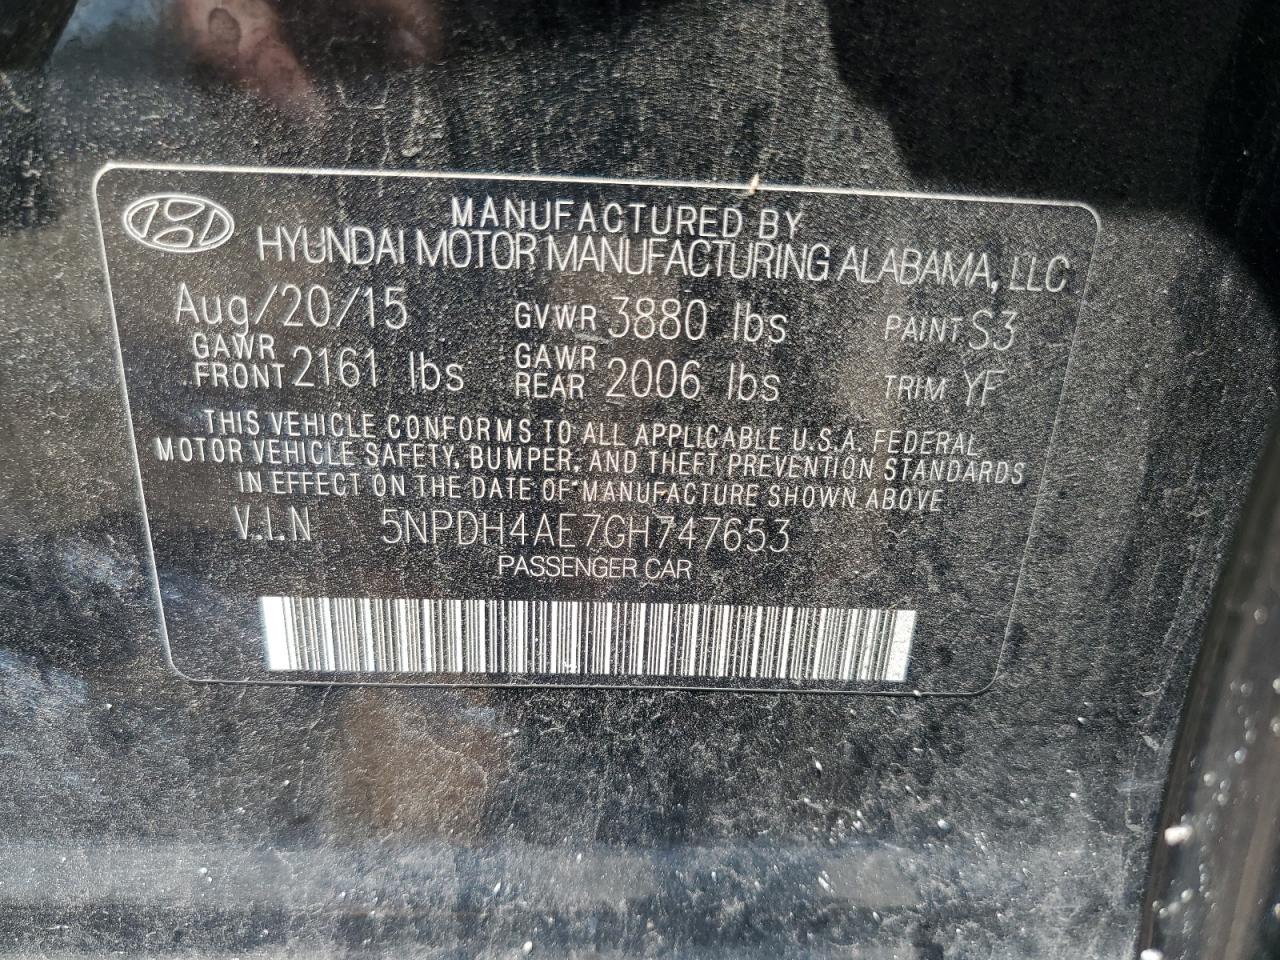 MANUFACTURED BY
HYUNDAI MOTOR MANUFACTURING ALABAMA, LLC
Aug/20/15 GVWR 3880 lbs PAINT S3
GAWR FRONT 2161 lbs GAWR REAR 2006 lbs TRIM YF
THIS VEHICLE CONFORMS TO ALL APPLICABLE U.S.A. FEDERAL
MOTOR VEHICLE SAFETY, BUMPER, AND THEFT PREVENTION STANDARDS
IN EFFECT ON THE DATE OF MANUFACTURE SHOWN ABOVE
V.I.N 5NPDH4AE7GH747653
PASSENGER CAR